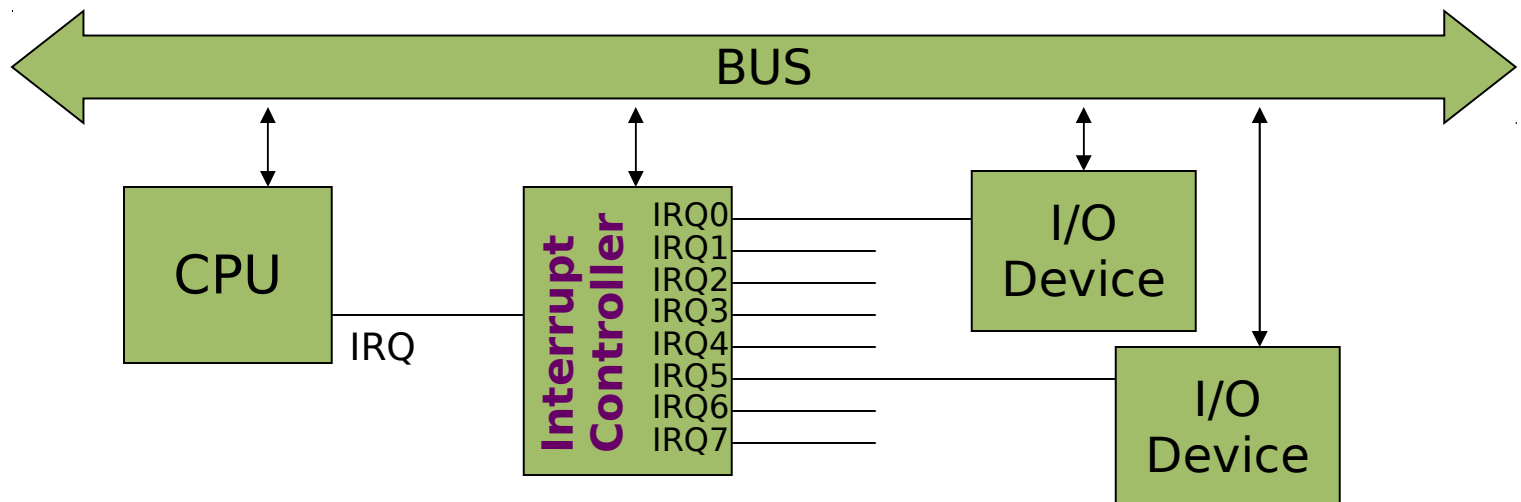 BUS
CPU
IRQ
Interrupt
Controller
IRQ0
IRQ1
IRQ2
IRQ3
IRQ4
IRQ5
IRQ6
IRQ7
I/O
Device
I/O
Device